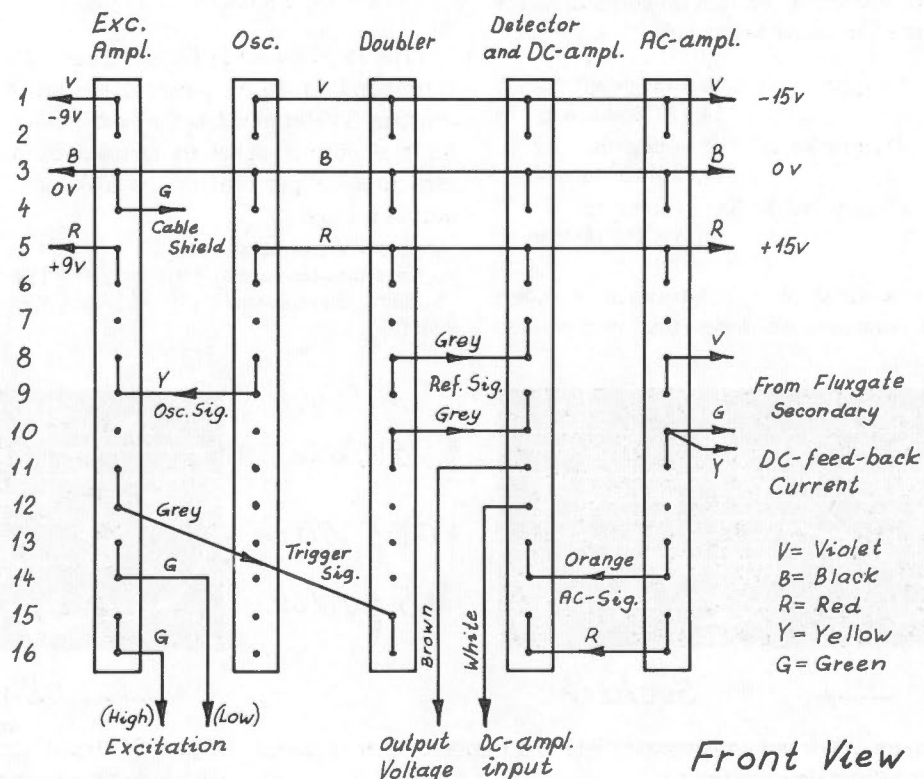 Exc.
Ampl.
Osc.
Doubler
Detector
and DC-ampl.
AC-ampl.
1
V
-9v
V
V
-15v
2
3
B
0v
B
B
0v
4
G
Cable
Shield
5
R
+9v
R
R
+15v
6
7
8
Grey
V
9
Y
Osc. Sig.
Ref. Sig.
From Fluxgate
Secondary
10
Grey
G
Y
DC-feed-back
Current
11
12
Grey
13
Trigger
Sig.
Orange
AC-Sig.
14
G
15
16
G
R
Brown
White
V= Violet
B= Black
R= Red
Y= Yellow
G= Green
(High)
(Low)
Excitation
Output
Voltage
DC-ampl.
input
Front View